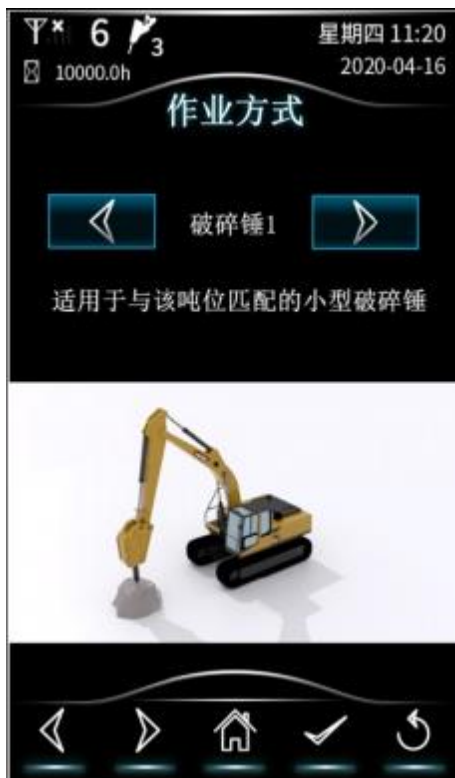 6 3 星期四 11:20
10000.0h 2020-04-16
作业方式
破碎锤1
适用于与该吨位匹配的小型破碎锤